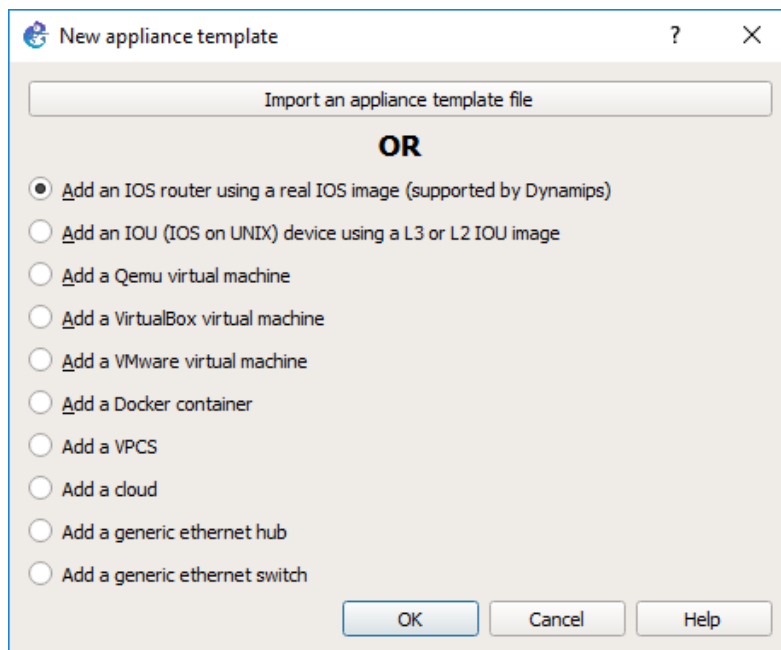 New appliance template
?
Import an appliance template file
OR
Add an IOS router using a real IOS image (supported by Dynamips)
Add an IOU (IOS on UNIX) device using a L3 or L2 IOU image
Add a Qemu virtual machine
Add a VirtualBox virtual machine
Add a VMware virtual machine
Add a Docker container
Add a VPCS
Add a cloud
Add a generic ethernet hub
Add a generic ethernet switch
OK Cancel Help